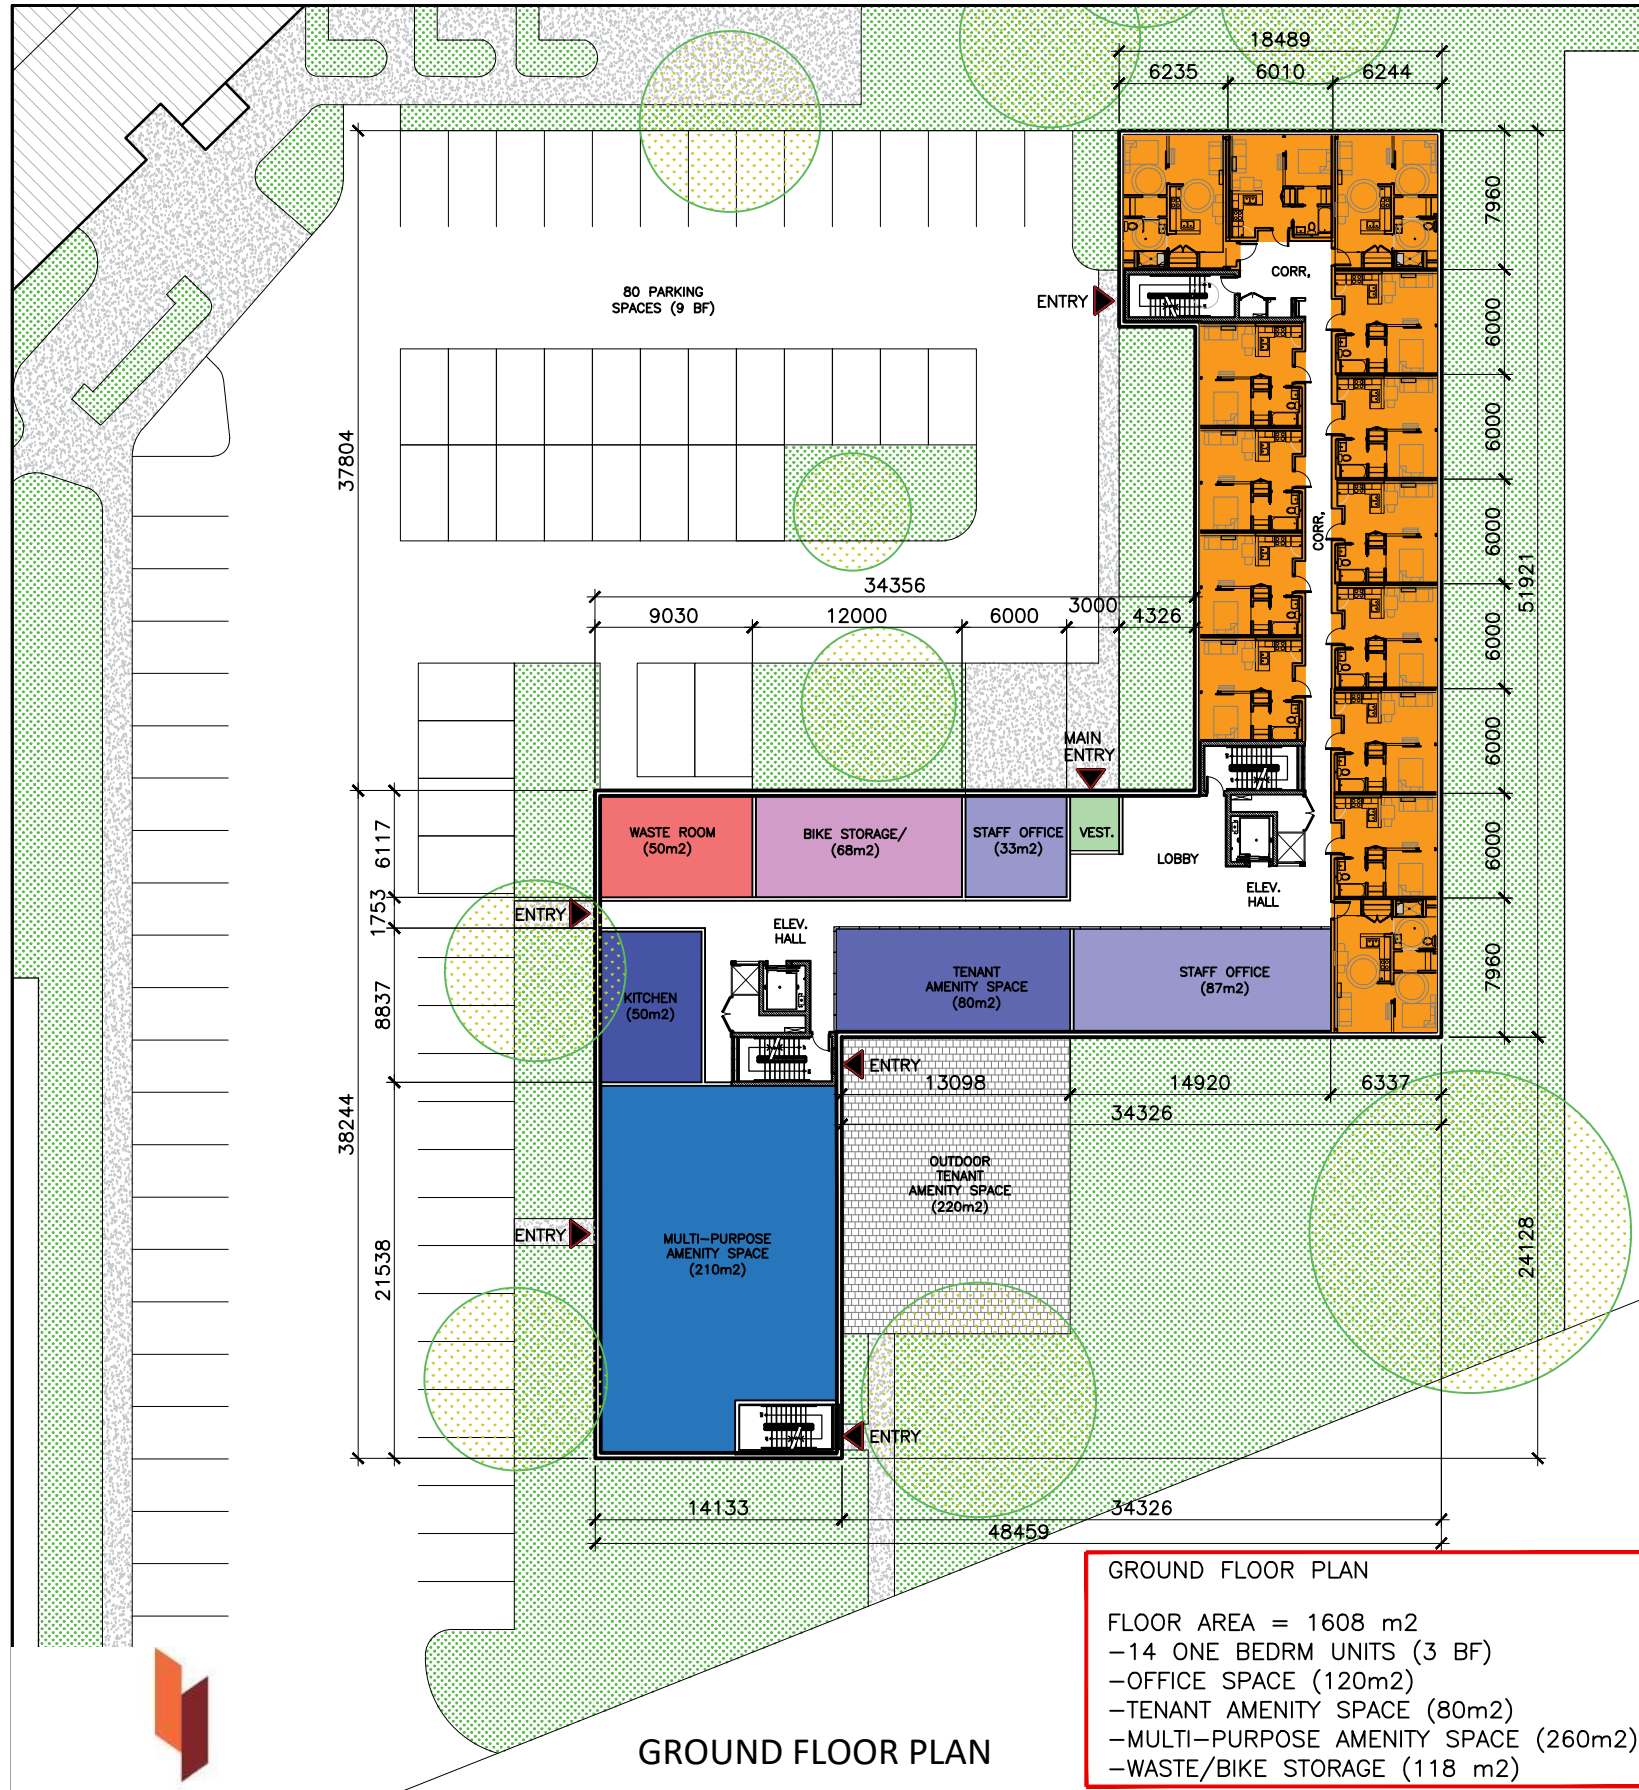 18489
6235
6010
6244
7960
CORR,
ENTRY
80 PARKING
SPACES (9 BF)
6000
6000
37804
6000
CORR,
51921
34356
9030
12000
6000
3000
4326
6000
MAIN
ENTRY
6000
6117
WASTE ROOM
(50m2)
BIKE STORAGE/
(68m2)
STAFF OFFICE
(33m2)
VEST.
LOBBY
6000
ELEV.
HALL
1753
ENTRY
ELEV.
HALL
8837
KITCHEN
(50m2)
TENANT
AMENITY SPACE
(80m2)
STAFF OFFICE
(87m2)
7960
ENTRY
13098
14920
6337
34326
38244
OUTDOOR
TENANT
AMENITY SPACE
(220m2)
ENTRY
MULTI-PURPOSE
AMENITY SPACE
(210m2)
21538
24128
ENTRY
14133
34326
48459
GROUND FLOOR PLAN
FLOOR AREA = 1608 m2
-14 ONE BEDRM UNITS (3 BF)
-OFFICE SPACE (120m2)
-TENANT AMENITY SPACE (80m2)
-MULTI-PURPOSE AMENITY SPACE (260m2)
-WASTE/BIKE STORAGE (118 m2)
GROUND FLOOR PLAN